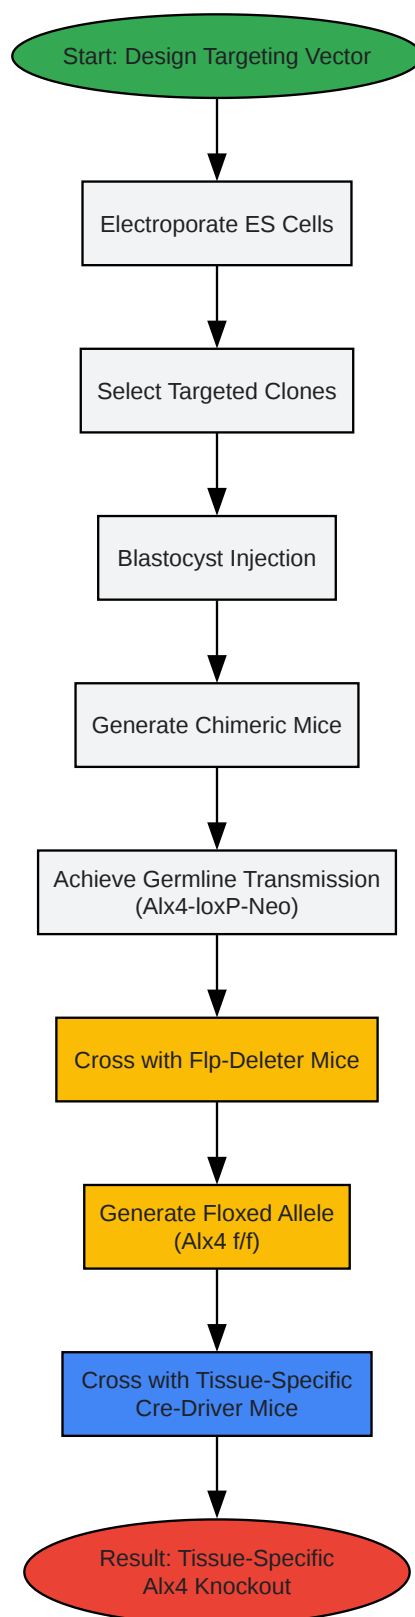 Start: Design Targeting Vector
Electroporate ES Cells
Select Targeted Clones
Blastocyst Injection
Generate Chimeric Mice
Achieve Germline Transmission
(Alx4-loxP-Neo)
Cross with Flp-Deleter Mice
Generate Floxed Allele
(Alx4 f/f)
Cross with Tissue-Specific
Cre-Driver Mice
Result: Tissue-Specific
Alx4 Knockout